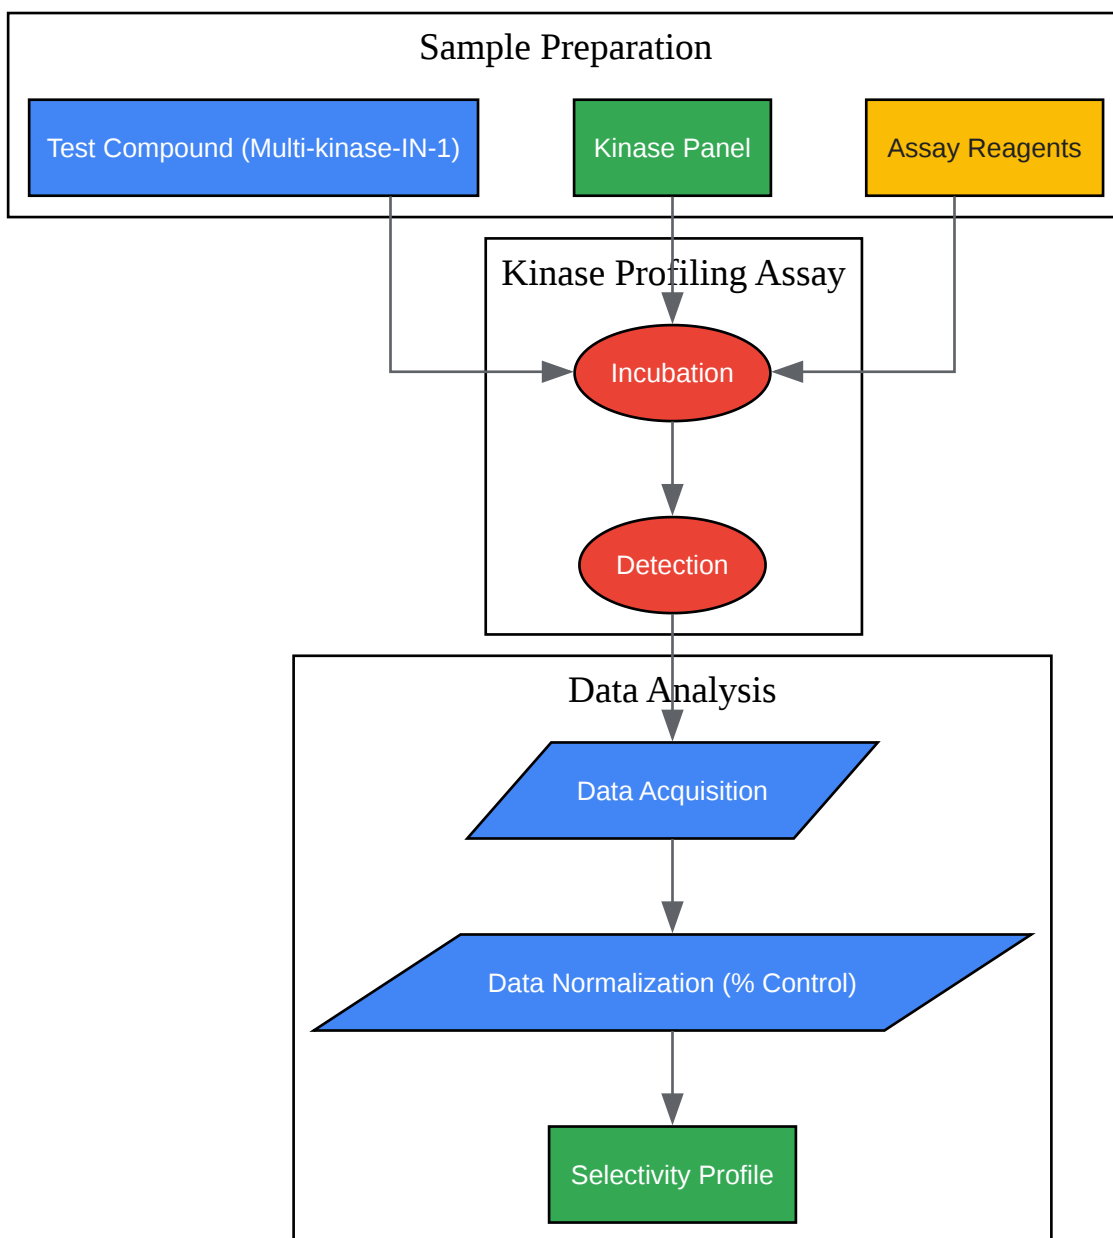 Sample Preparation
Test Compound (Multi-kinase-IN-1)
Kinase Panel
Assay Reagents
Kinase Profiling Assay
Incubation
Detection
Data Analysis
Data Acquisition
Data Normalization (% Control)
Selectivity Profile